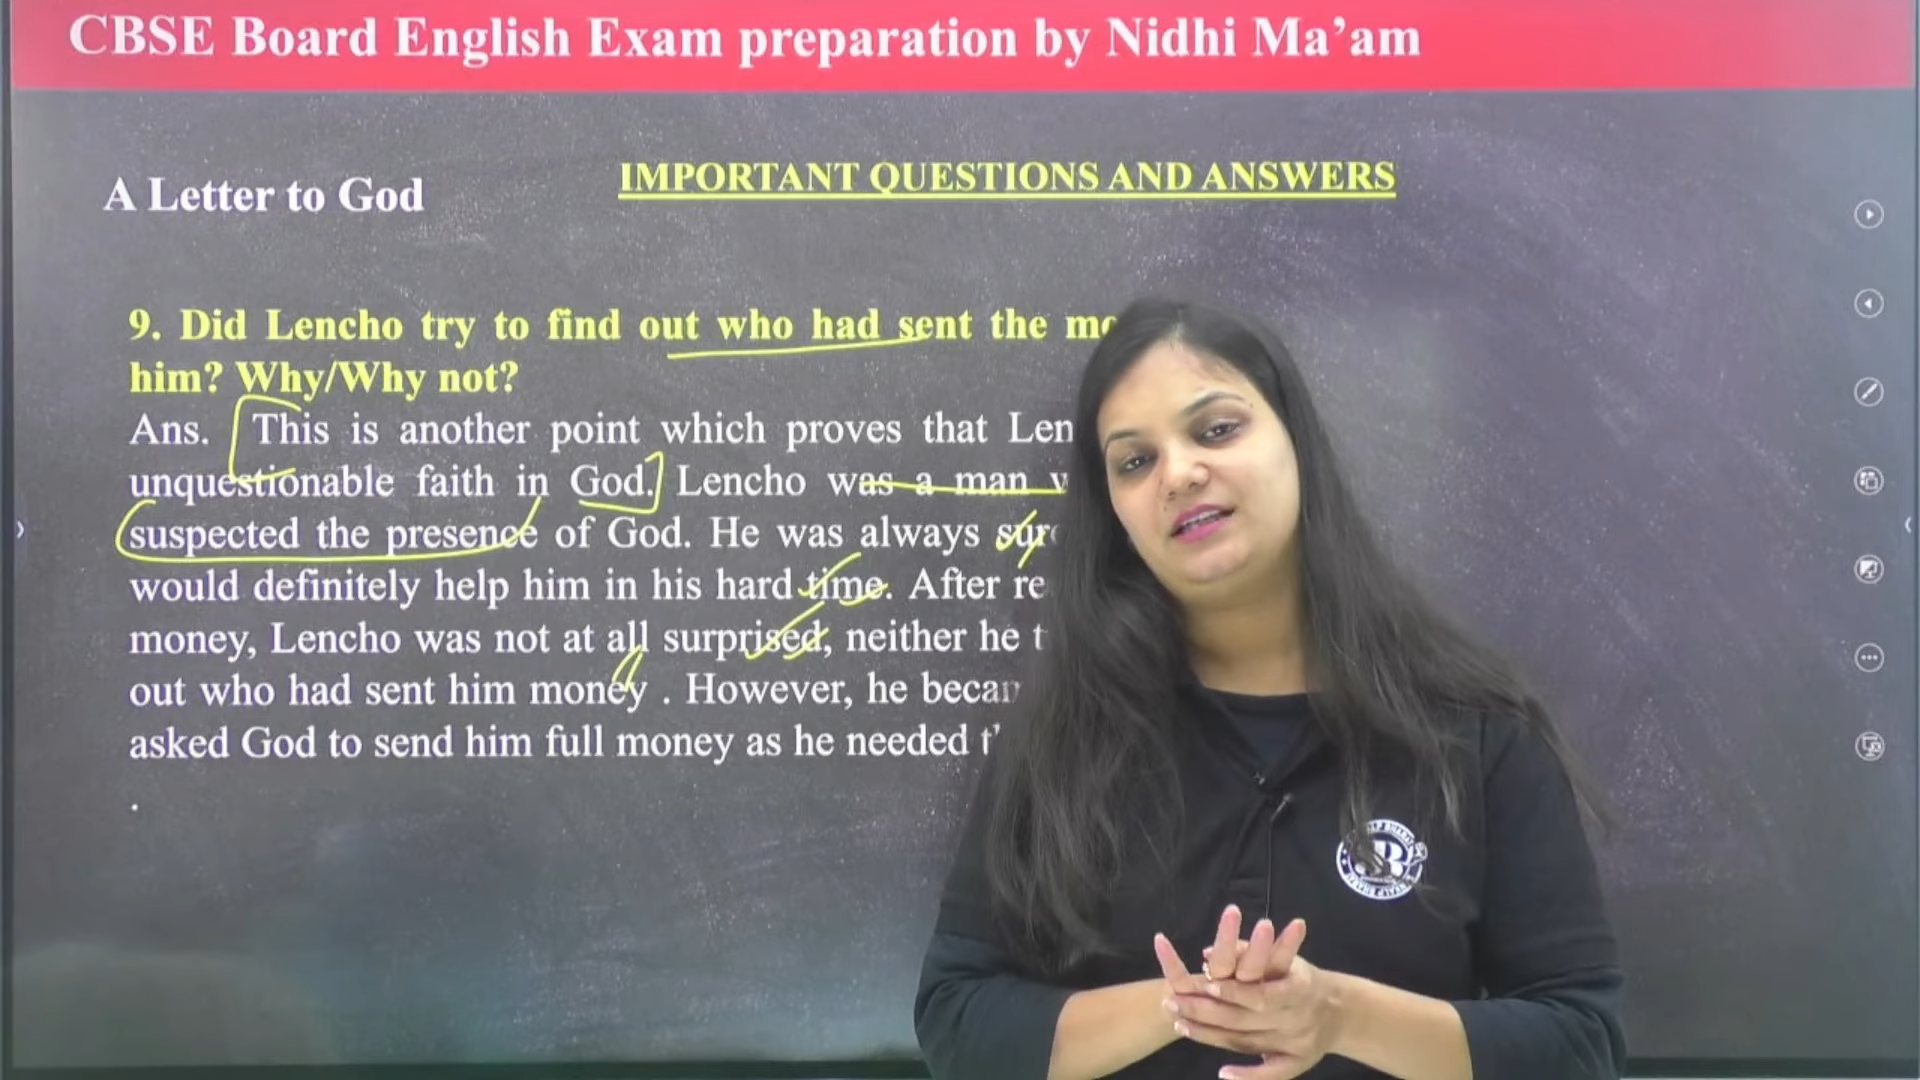 CBSE Board English Exam preparation by Nidhi Ma’am
A Letter to God
IMPORTANT QUESTIONS AND ANSWERS
9. Did Lencho try to find out who had sent the
him? Why/Why not?
Ans. This is another point which proves that
unquestionable faith in God. Lencho was a man
suspected the presence of God. He was always
would definitely help him in his hard time. After
money, Lencho was not at all surprised, neither he
out who had sent him money . However, he
asked God to send him full money as he needed
.